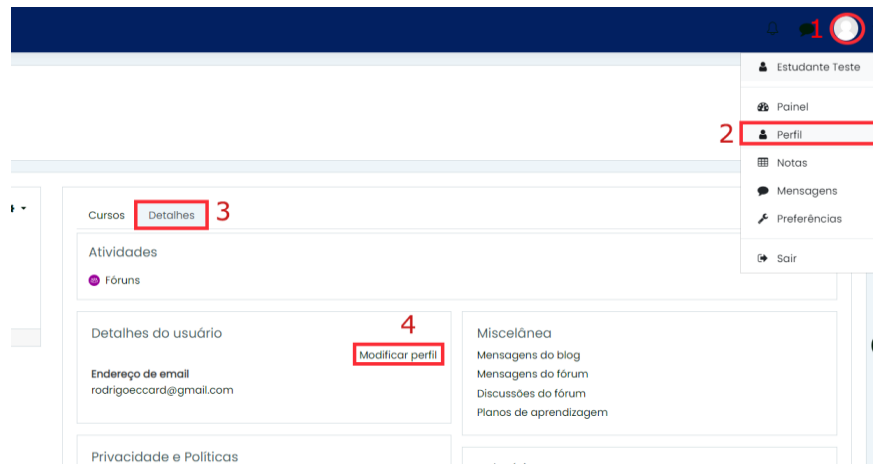 1
Estudante Teste
Painel
2
Perfil
Notas
Mensagens
Preferências
Sair
Cursos
Detalhes
3
Atividades
Fóruns
Detalhes do usuário
4
Modificar perfil
Endereço de email
rodrigoeccard@gmail.com
Miscelânea
Mensagens do blog
Mensagens do fórum
Discussões do fórum
Planos de aprendizagem
Privacidade e Políticas